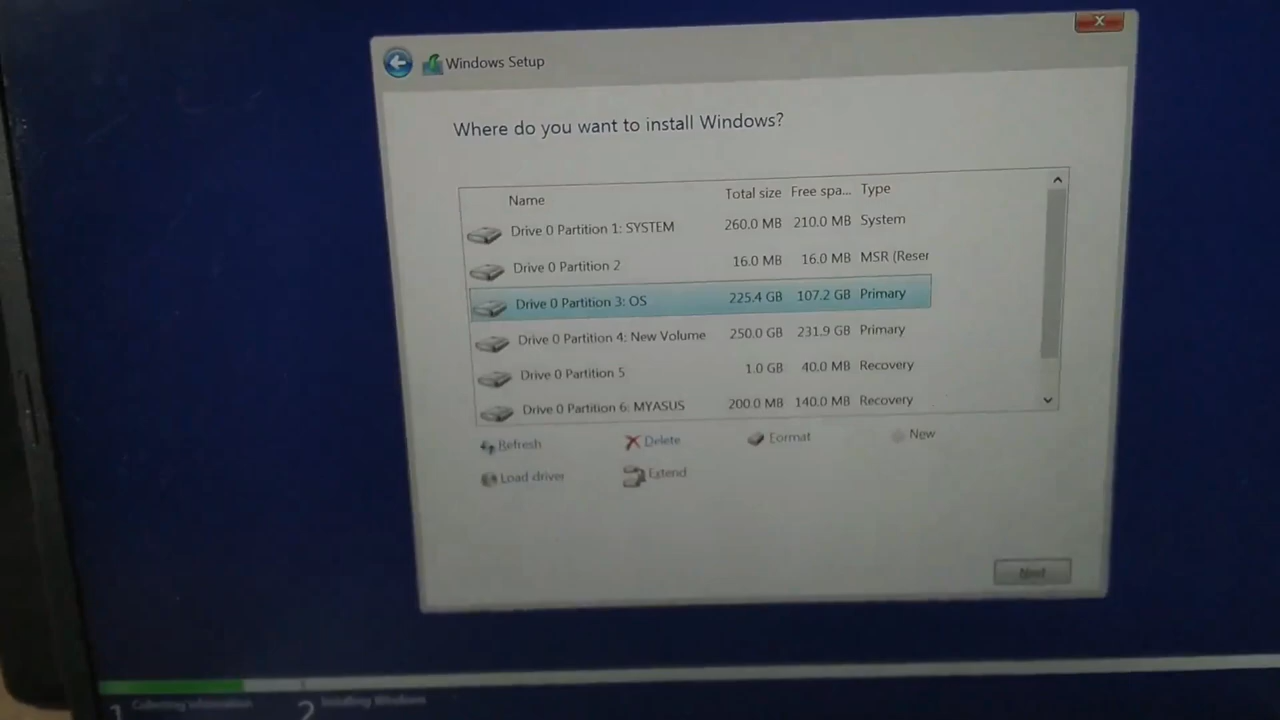 X
Windows Setup
Where do you want to install Windows?
Name Total size Free spa... Type
Drive 0 Partition 1: SYSTEM 260.0 MB 210.0 MB System
Drive 0 Partition 2 16.0 MB 16.0 MB MSR (Reser
Drive 0 Partition 3: OS 225.4 GB 107.2 GB Primary
Drive 0 Partition 4: New Volume 250.0 GB 231.9 GB Primary
Drive 0 Partition 5 1.0 GB 40.0 MB Recovery
Drive 0 Partition 6: MYASUS 200.0 MB 140.0 MB Recovery
Refresh Delete Format New
Load driver Extend
Next
1 Collecting information 2 Installing Windows